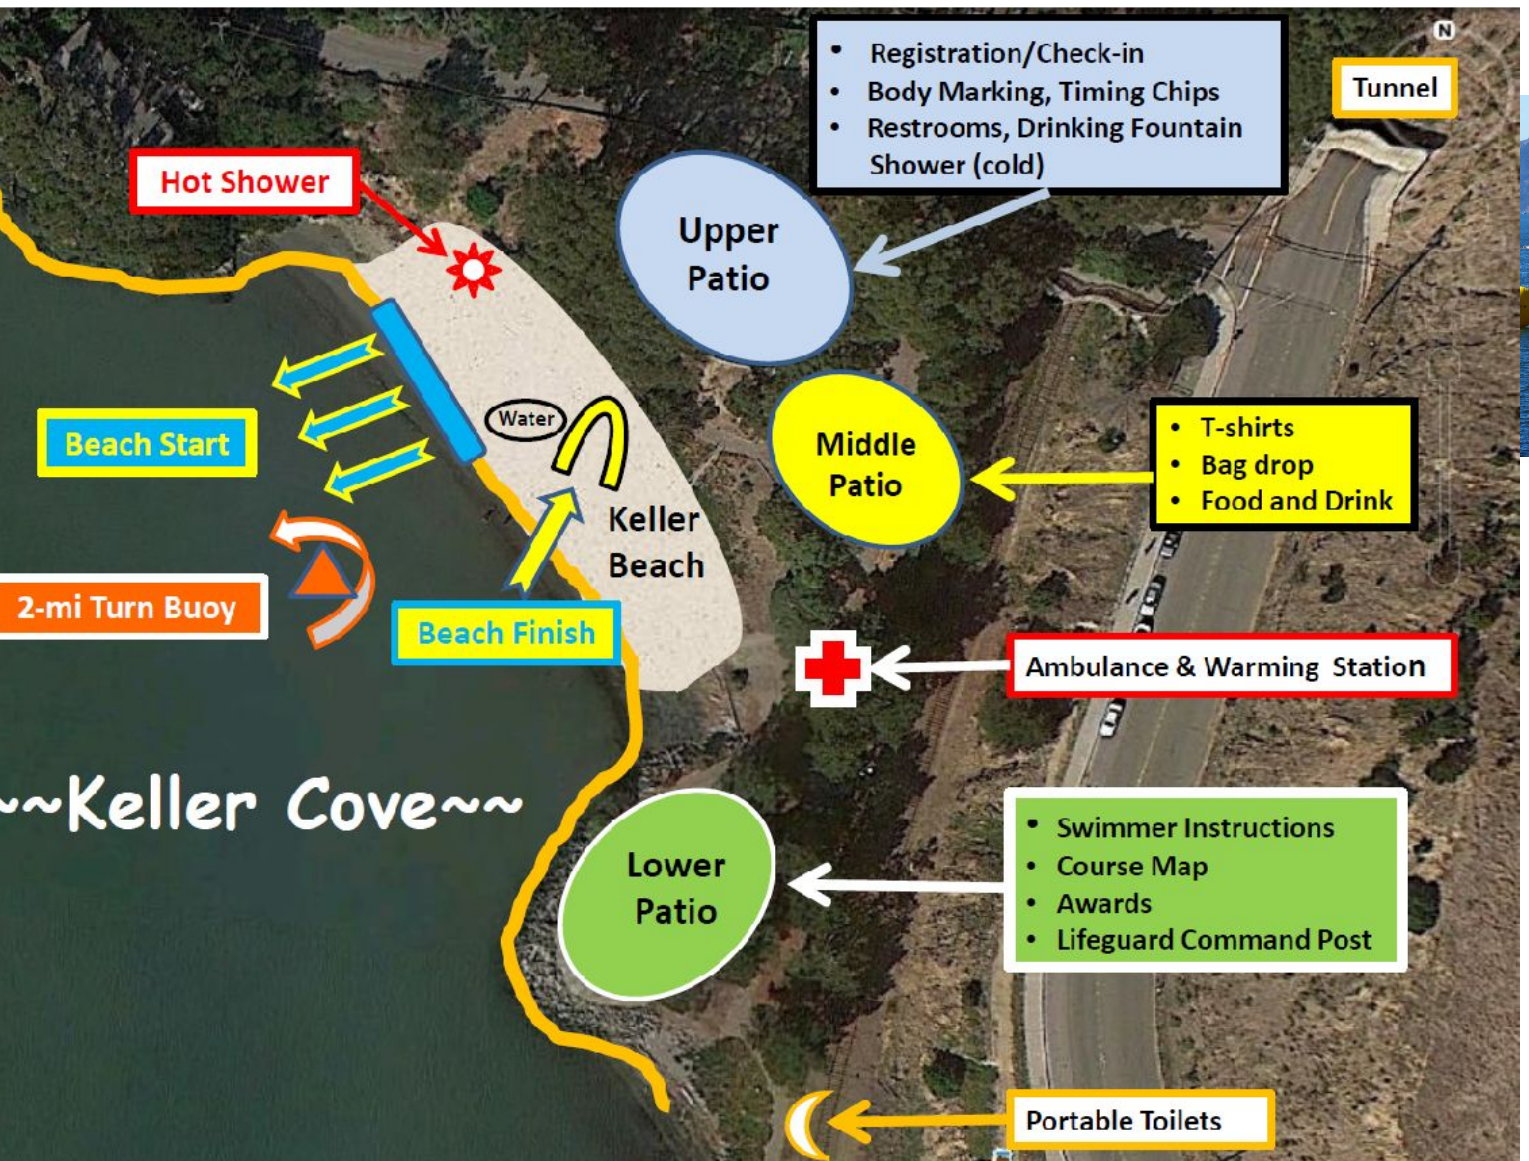 N
Tunnel
• Registration/Check-in
• Body Marking, Timing Chips
• Restrooms, Drinking Fountain
Shower (cold)
Hot Shower
Upper
Patio
Water
Beach Start
Middle
Patio
• T-shirts
• Bag drop
• Food and Drink
Keller
Beach
2-mi Turn Buoy
Beach Finish
Ambulance & Warming Station
~~Keller Cove~~
Lower
Patio
• Swimmer Instructions
• Course Map
• Awards
• Lifeguard Command Post
Portable Toilets